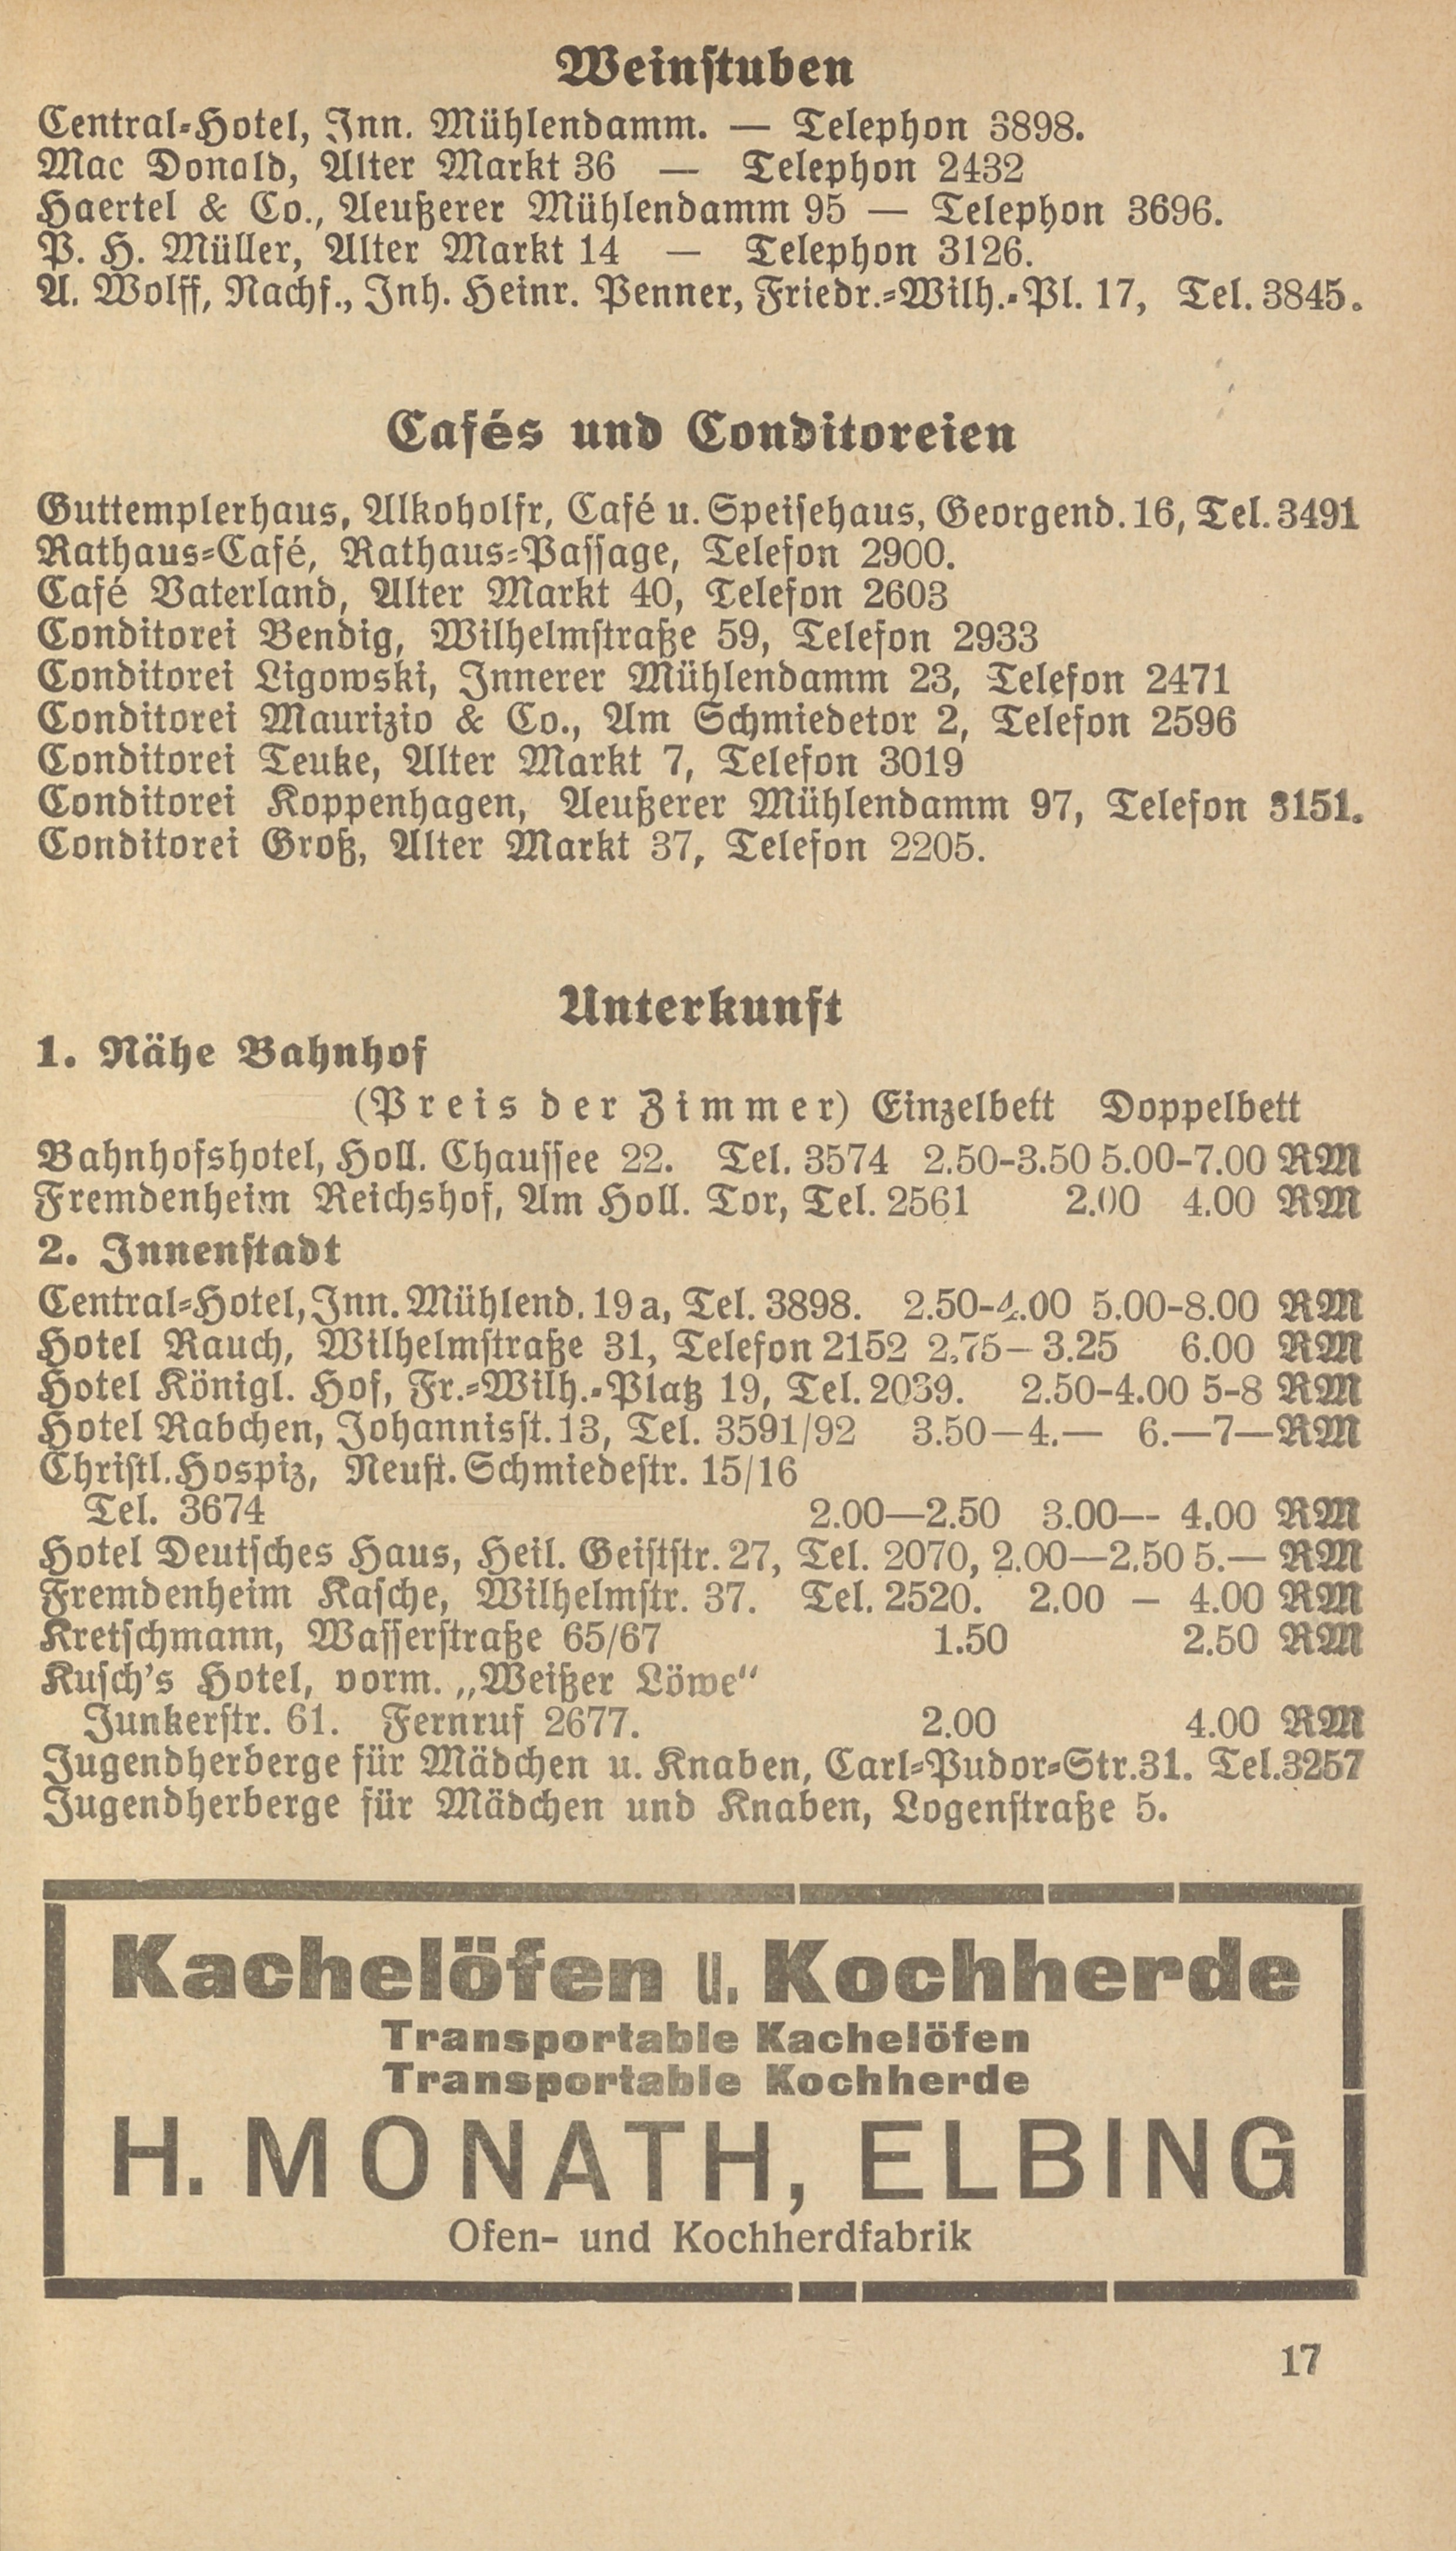 Weinstuben
Central-Hotel, Inn. Mühlendamm. — Telephon 3898.
Mac Donald, Alter Markt 36 — Telephon 2432
Haertel & Co., Aeußerer Mühlendamm 95 — Telephon 3696.
P. H. Müller, Alter Markt 14 — Telephon 3126.
A. Wolff, Nachf., Inh. Heinr. Penner, Friedr.-Wilh.-Pl. 17, Tel. 3845.
Cafés und Conditoreien
Guttemplerhaus, Alkoholfr, Café u. Speisehaus, Georgend. 16, Tel. 3491
Rathaus-Café, Rathaus-Passage, Telefon 2900.
Café Vaterland, Alter Markt 40, Telefon 2603
Conditorei Bendig, Wilhelmstraße 59, Telefon 2933
Conditorei Ligowski, Innerer Mühlendamm 23, Telefon 2471
Conditorei Maurizio & Co., Am Schmiedetor 2, Telefon 2596
Conditorei Teuke, Alter Markt 7, Telefon 3019
Conditorei Koppenhagen, Aeußerer Mühlendamm 97, Telefon 3151.
Conditorei Groß, Alter Markt 37, Telefon 2205.
Unterkunft
1. Nähe Bahnhof
(Preis der Zimmer) Einzelbett Doppelbett
Bahnhofshotel, Holl. Chaussee 22. Tel. 3574 2.50-3.50 5.00-7.00 RM
Fremdenheim Reichshof, Am Holl. Tor, Tel. 2561 2.00 4.00 RM
2. Innenstadt
Central-Hotel, Inn. Mühlend. 19a, Tel. 3898. 2.50-4.00 5.00-8.00 RM
Hotel Rauch, Wilhelmstraße 31, Telefon 2152 2.75—3.25 6.00 RM
Hotel Königl. Hof, Fr.-Wilh.-Platz 19, Tel. 2039. 2.50-4.00 5-8 RM
Hotel Rabchen, Johannisst. 13, Tel. 3591/92 3.50—4.— 6.—7—RM
Christl. Hospiz, Neust. Schmiedestr. 15/16
Tel. 3674 2.00—2.50 3.00—- 4.00 RM
Hotel Deutsches Haus, Heil. Geiststr. 27, Tel. 2070, 2.00—2.50 5.— RM
Fremdenheim Kasche, Wilhelmstr. 37. Tel. 2520. 2.00 — 4.00 RM
Kretschmann, Wasserstraße 65/67 1.50 2.50 RM
Kusch's Hotel, vorm. „Weißer Löwe“
Junkerstr. 61. Fernruf 2677. 2.00 4.00 RM
Jugendherberge für Mädchen u. Knaben, Carl-Pudor-Str. 31. Tel. 3257
Jugendherberge für Mädchen und Knaben, Logenstraße 5.
Kachelöfen u. Kochherde
Transportable Kachelöfen
Transportable Kochherde
H. MONATH, ELBING
Ofen- und Kochherdfabrik
17